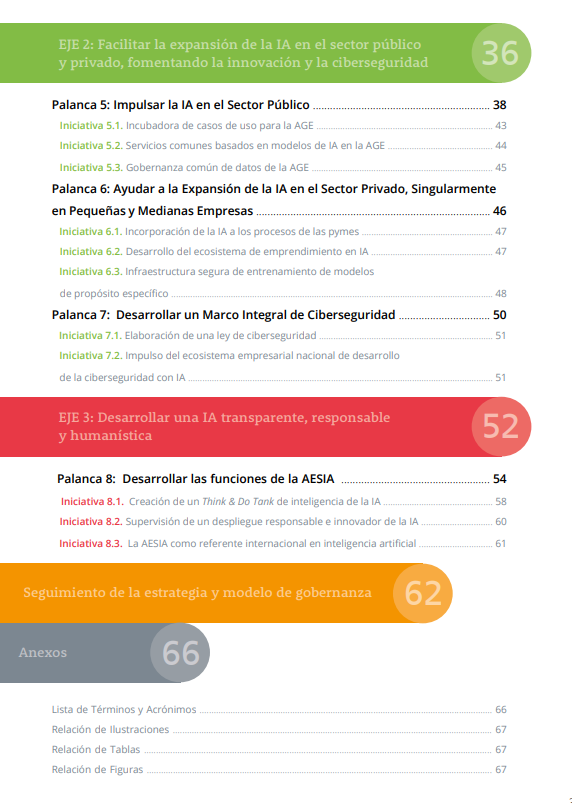 EJE 2: Facilitar la expansión de la IA en el sector público
y privado, fomentando la innovación y la ciberseguridad
36
Palanca 5: Impulsar la IA en el Sector Público 38
Iniciativa 5.1. Incubadora de casos de uso para la AGE 43
Iniciativa 5.2. Servicios comunes basados en modelos de IA en la AGE 44
Iniciativa 5.3. Gobernanza común de datos de la AGE 45
Palanca 6: Ayudar a la Expansión de la IA en el Sector Privado, Singularmente
en Pequeñas y Medianas Empresas 46
Iniciativa 6.1. Incorporación de la IA a los procesos de las pymes 47
Iniciativa 6.2. Desarrollo del ecosistema de emprendimiento en IA 47
Iniciativa 6.3. Infraestructura segura de entrenamiento de modelos
de propósito específico 48
Palanca 7: Desarrollar un Marco Integral de Ciberseguridad 50
Iniciativa 7.1. Elaboración de una ley de ciberseguridad 51
Iniciativa 7.2. Impulso del ecosistema empresarial nacional de desarrollo
de la ciberseguridad con IA 51
EJE 3: Desarrollar una IA transparente, responsable
y humanística
52
Palanca 8: Desarrollar las funciones de la AESIA 54
Iniciativa 8.1. Creación de un Think & Do Tank de inteligencia de la IA 58
Iniciativa 8.2. Supervisión de un despliegue responsable e innovador de la IA 60
Iniciativa 8.3. La AESIA como referente internacional en inteligencia artificial 61
Seguimiento de la estrategia y modelo de gobernanza 62
Anexos 66
Lista de Términos y Acrónimos 66
Relación de Ilustraciones 67
Relación de Tablas 67
Relación de Figuras 67